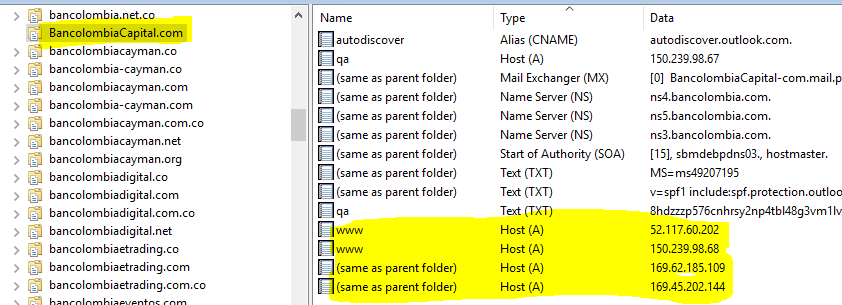 bancolombia.net.co
BancolombiaCapital.com
bancolombiacayman.co
bancolombia-cayman.co
bancolombiacayman.com
bancolombia-cayman.com
bancolombiacayman.com.co
bancolombiacayman.net
bancolombiacayman.org
bancolombiadigital.co
bancolombiadigital.com
bancolombiadigital.com.co
bancolombiadigital.net
bancolombiaetrading.co
bancolombiaetrading.com
bancolombiaetrading.com.co
bancolombiaeventos.com
Name Type Data
autodiscover Alias (CNAME) autodiscover.outlook.com.
qa Host (A) 150.239.98.67
(same as parent folder) Mail Exchanger (MX) [0] BancolombiaCapital-com.mail.p
(same as parent folder) Name Server (NS) ns4.bancolombia.com.
(same as parent folder) Name Server (NS) ns5.bancolombia.com.
(same as parent folder) Name Server (NS) ns3.bancolombia.com.
(same as parent folder) Start of Authority (SOA) [15], sbmdebpdns03., hostmaster.
(same as parent folder) Text (TXT) MS=ms49207195
(same as parent folder) Text (TXT) v=spf1 include:spf.protection.outloo
qa Text (TXT) 8hdzzzp576cnhrsy2np4tbl48g3vm1lv
www Host (A) 52.117.60.202
www Host (A) 150.239.98.68
(same as parent folder) Host (A) 169.62.185.109
(same as parent folder) Host (A) 169.45.202.144